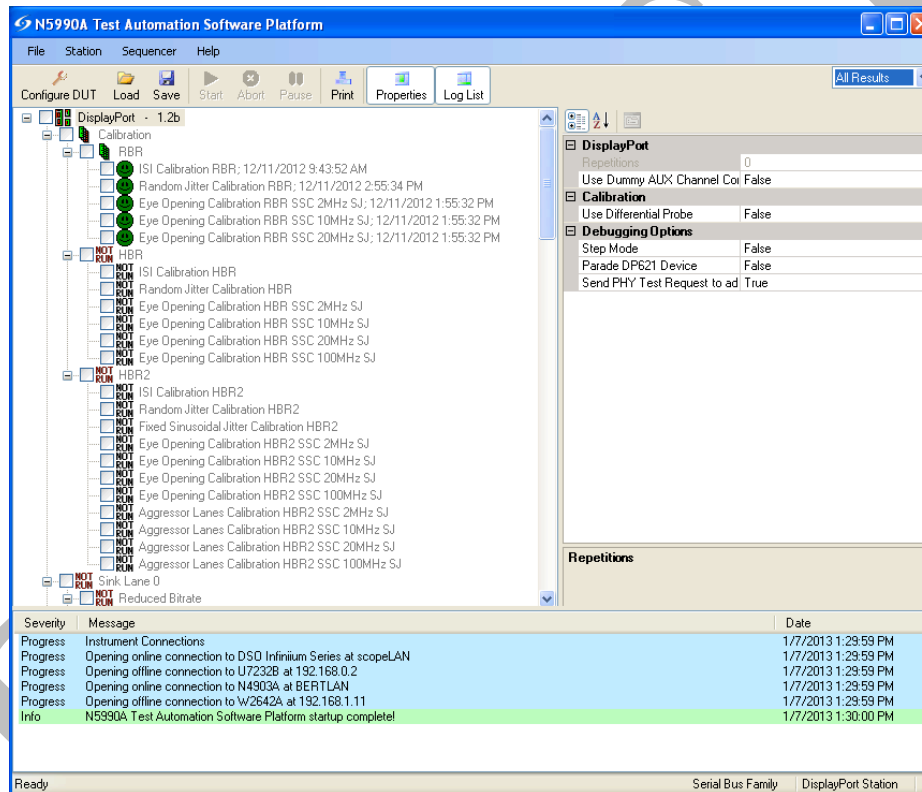 N5990A Test Automation Software Platform
File Station Sequencer Help
Configure DUT Load Save Start Abort Pause Print Properties Log List All Results
DisplayPort - 1.2b
Calibration
RBR
ISI Calibration RBR; 12/11/2012 9:43:52 AM
Random Jitter Calibration RBR; 12/11/2012 2:55:34 PM
Eye Opening Calibration RBR SSC 2MHz SJ; 12/11/2012 1:55:32 PM
Eye Opening Calibration RBR SSC 10MHz SJ; 12/11/2012 1:55:32 PM
Eye Opening Calibration RBR SSC 20MHz SJ; 12/11/2012 1:55:32 PM
NOT RUN HBR
NOT RUN ISI Calibration HBR
NOT RUN Random Jitter Calibration HBR
NOT RUN Eye Opening Calibration HBR SSC 2MHz SJ
NOT RUN Eye Opening Calibration HBR SSC 10MHz SJ
NOT RUN Eye Opening Calibration HBR SSC 20MHz SJ
NOT RUN Eye Opening Calibration HBR SSC 100MHz SJ
NOT RUN HBR2
NOT RUN ISI Calibration HBR2
NOT RUN Random Jitter Calibration HBR2
NOT RUN Fixed Sinusoidal Jitter Calibration HBR2
NOT RUN Eye Opening Calibration HBR2 SSC 2MHz SJ
NOT RUN Eye Opening Calibration HBR2 SSC 10MHz SJ
NOT RUN Eye Opening Calibration HBR2 SSC 20MHz SJ
NOT RUN Eye Opening Calibration HBR2 SSC 100MHz SJ
NOT RUN Aggressor Lanes Calibration HBR2 SSC 2MHz SJ
NOT RUN Aggressor Lanes Calibration HBR2 SSC 10MHz SJ
NOT RUN Aggressor Lanes Calibration HBR2 SSC 20MHz SJ
NOT RUN Aggressor Lanes Calibration HBR2 SSC 100MHz SJ
NOT RUN Sink Lane 0
NOT RUN Reduced Bitrate
DisplayPort
Repetitions 0
Use Dummy AUX Channel Cor False
Calibration
Use Differential Probe False
Debugging Options
Step Mode False
Parade DP621 Device False
Send PHY Test Request to ad True
Repetitions
Severity Message Date
Progress Instrument Connections 1/7/2013 1:29:59 PM
Progress Opening online connection to DSO Infiniium Series at scopeLAN 1/7/2013 1:29:59 PM
Progress Opening offline connection to U7232B at 192.168.0.2 1/7/2013 1:29:59 PM
Progress Opening online connection to N4903A at BERTLAN 1/7/2013 1:29:59 PM
Progress Opening offline connection to W2642A at 192.168.1.11 1/7/2013 1:29:59 PM
Info N5990A Test Automation Software Platform startup complete! 1/7/2013 1:30:00 PM
Ready Serial Bus Family DisplayPort Station